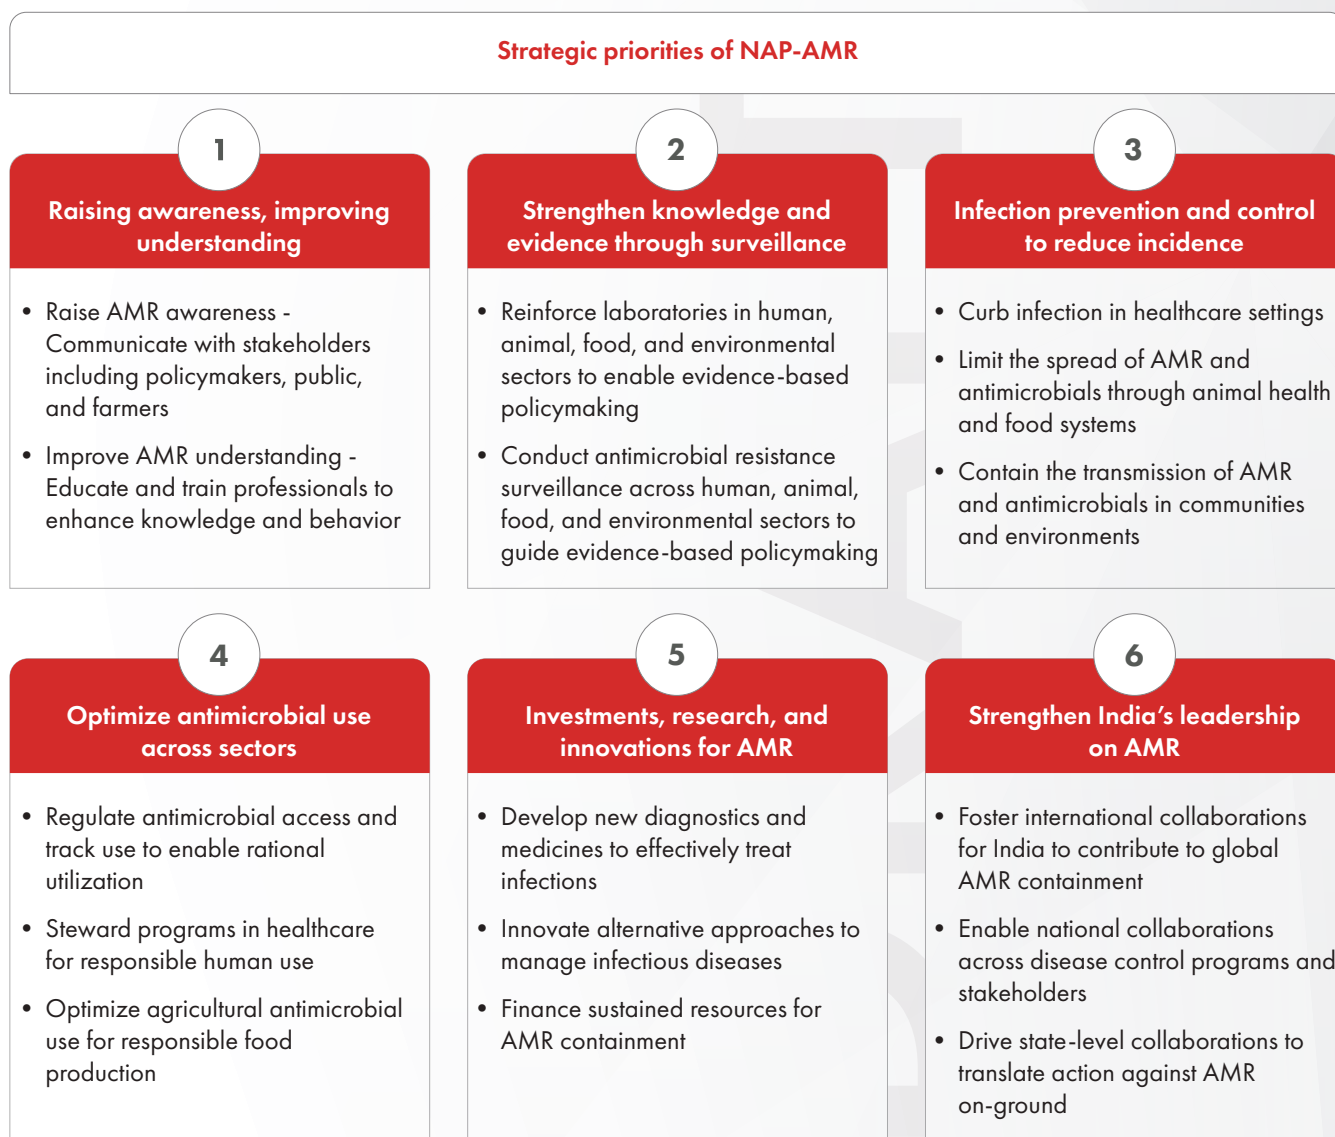 Strategic priorities of NAP-AMR
1
Raising awareness, improving
understanding
• Raise AMR awareness -
Communicate with stakeholders
including policymakers, public,
and farmers
• Improve AMR understanding -
Educate and train professionals to
enhance knowledge and behavior
2
Strengthen knowledge and
evidence through surveillance
• Reinforce laboratories in human,
animal, food, and environmental
sectors to enable evidence-based
policymaking
• Conduct antimicrobial resistance
surveillance across human, animal,
food, and environmental sectors to
guide evidence-based policymaking
3
Infection prevention and control
to reduce incidence
• Curb infection in healthcare settings
• Limit the spread of AMR and
antimicrobials through animal health
and food systems
• Contain the transmission of AMR
and antimicrobials in communities
and environments
4
Optimize antimicrobial use
across sectors
• Regulate antimicrobial access and
track use to enable rational
utilization
• Steward programs in healthcare
for responsible human use
• Optimize agricultural antimicrobial
use for responsible food
production
5
Investments, research, and
innovations for AMR
• Develop new diagnostics and
medicines to effectively treat
infections
• Innovate alternative approaches to
manage infectious diseases
• Finance sustained resources for
AMR containment
6
Strengthen India’s leadership
on AMR
• Foster international collaborations
for India to contribute to global
AMR containment
• Enable national collaborations
across disease control programs and
stakeholders
• Drive state-level collaborations to
translate action against AMR
on-ground